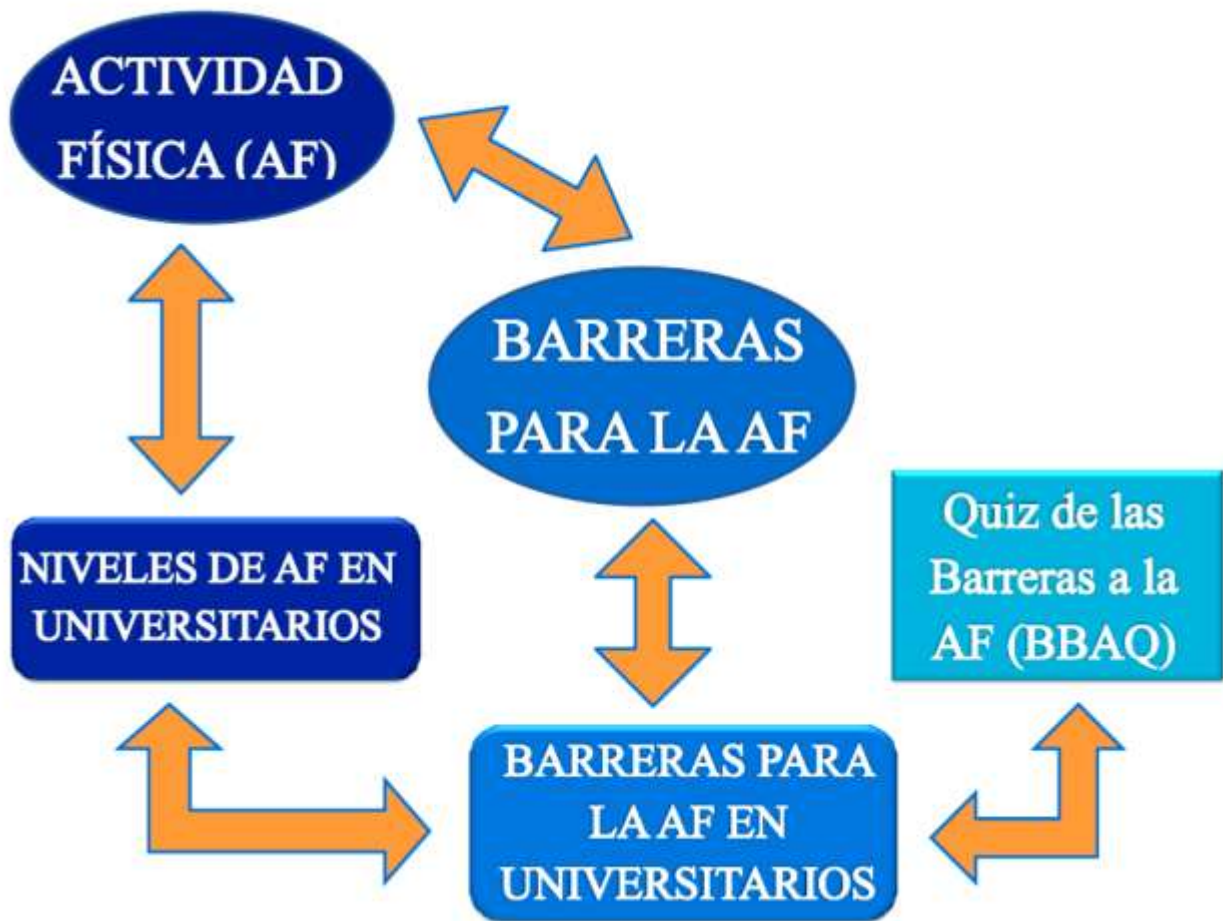 ACTIVIDAD
FÍSICA (AF)
BARRERAS
PARA LA AF
NIVELES DE AF EN
UNIVERSITARIOS
Quiz de las
Barreras a la
AF (BBAQ)
BARRERAS PARA
LA AF EN
UNIVERSITARIOS